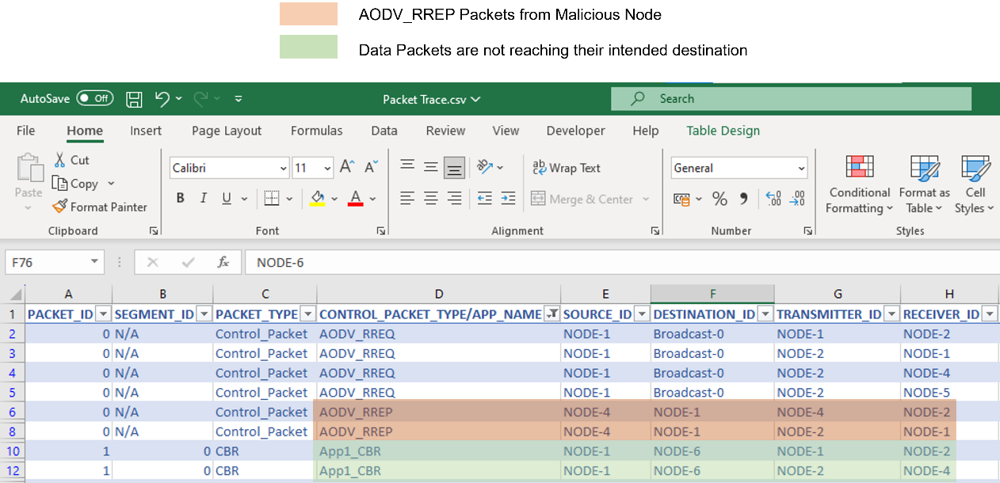 AODV_RREP Packets from Malicious Node
Data Packets are not reaching their intended destination
AutoSave Off Packet Trace.csv Search
File Home Insert Page Layout Formulas Data Review View Developer Help Table Design
Paste Cut Copy Format Painter
Calibri 11 A A
B I U A
ab Wrap Text
Merge & Center
General
% 9 .00
Conditional Formatting Format as Table Cell Styles
Clipboard Font Alignment Number Styles
F76 fx NODE-6
A B C D E F G H
1 PACKET_ID SEGMENT_ID PACKET_TYPE CONTROL_PACKET_TYPE/APP_NAME SOURCE_ID DESTINATION_ID TRANSMITTER_ID RECEIVER_ID
2 0 N/A Control_Packet AODV_RREQ NODE-1 Broadcast-0 NODE-1 NODE-2
3 0 N/A Control_Packet AODV_RREQ NODE-1 Broadcast-0 NODE-2 NODE-1
4 0 N/A Control_Packet AODV_RREQ NODE-1 Broadcast-0 NODE-2 NODE-4
5 0 N/A Control_Packet AODV_RREQ NODE-1 Broadcast-0 NODE-2 NODE-5
6 0 N/A Control_Packet AODV_RREP NODE-4 NODE-1 NODE-4 NODE-2
8 0 N/A Control_Packet AODV_RREP NODE-4 NODE-1 NODE-2 NODE-1
10 1 0 CBR App1_CBR NODE-1 NODE-6 NODE-1 NODE-2
12 1 0 CBR App1_CBR NODE-1 NODE-6 NODE-2 NODE-4